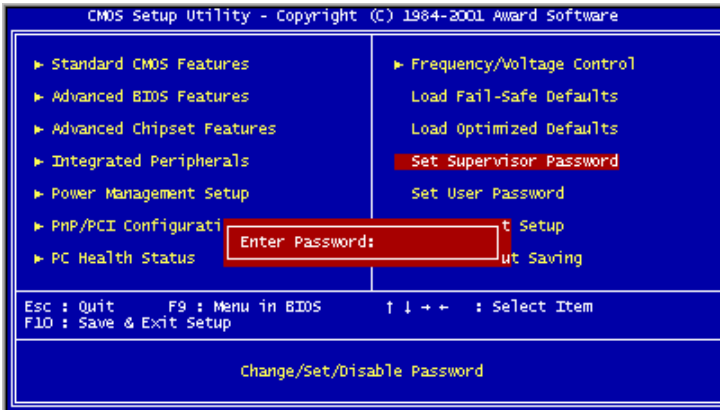 CMOS Setup Utility - Copyright (C) 1984-2001 Award Software
► Standard CMOS Features
► Advanced BIOS Features
► Advanced Chipset Features
► Integrated Peripherals
► Power Management Setup
► PnP/PCI Configurati
► PC Health Status
► Frequency/Voltage Control
Load Fail-Safe Defaults
Load Optimized Defaults
Set Supervisor Password
Set User Password
t Setup
ut Saving
Enter Password:
Esc : Quit F9 : Menu in BIOS ↑ ↓ → ← : Select Item
F10 : Save & Exit Setup
Change/Set/Disable Password